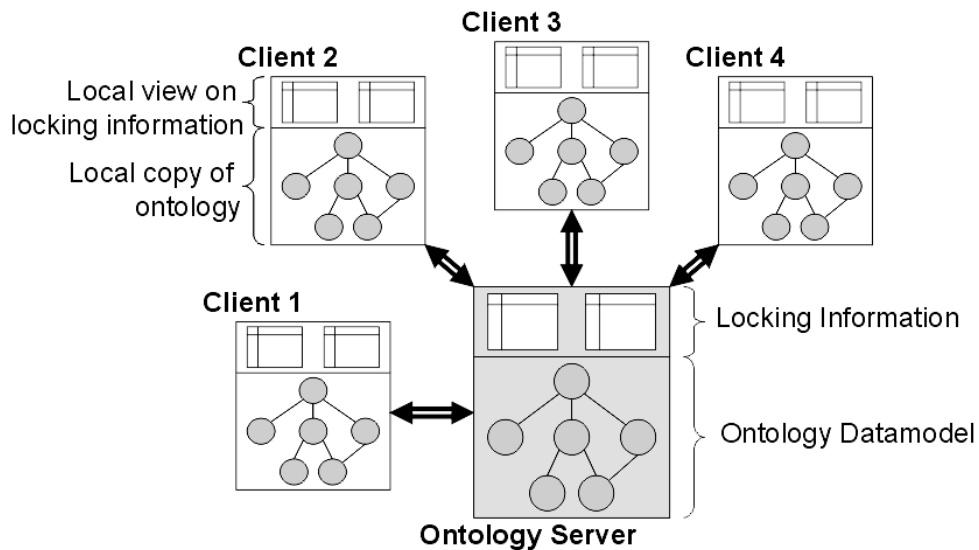 Client 3
Client 2
Client 4
Local view on
locking information
Local copy of
ontology
Client 1
Locking Information
Ontology Datamodel
Ontology Server